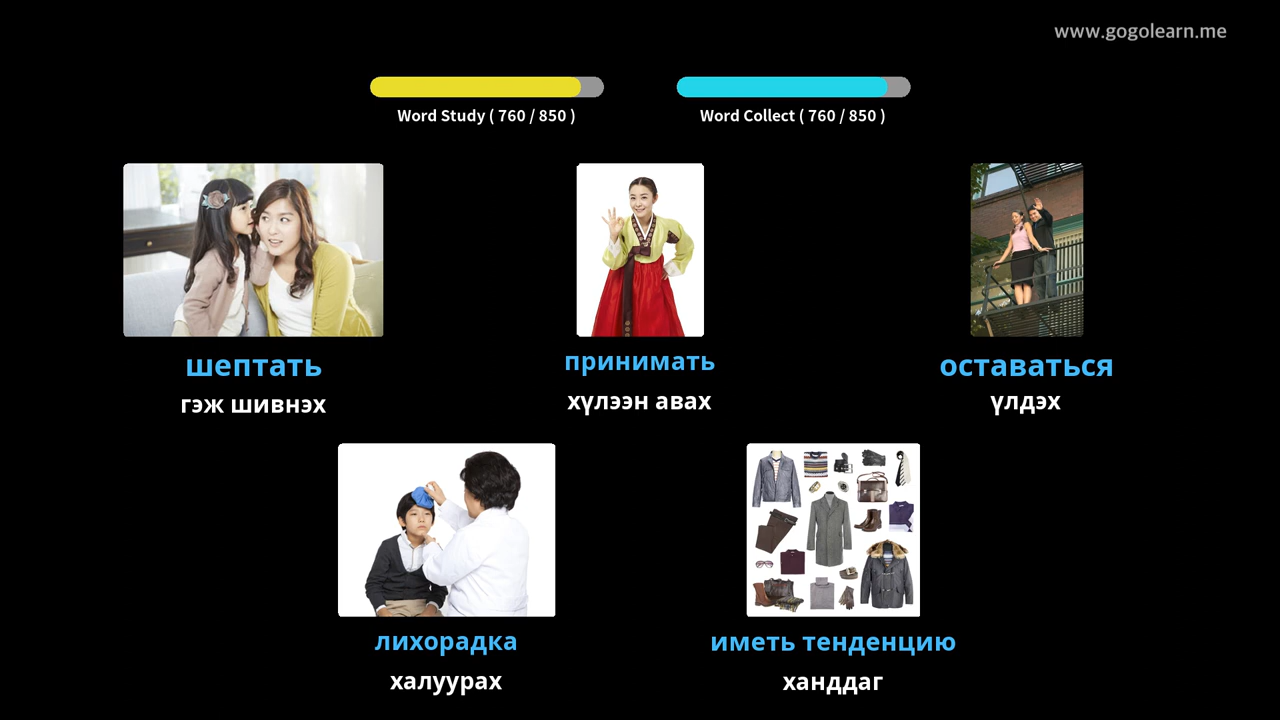 www.gogolearn.me
Word Study ( 760 / 850 )
Word Collect ( 760 / 850 )
шептать
гэж шивнэх
принимать
хүлээн авах
оставаться
үлдэх
лихорадка
халуурах
иметь тенденцию
ханддаг